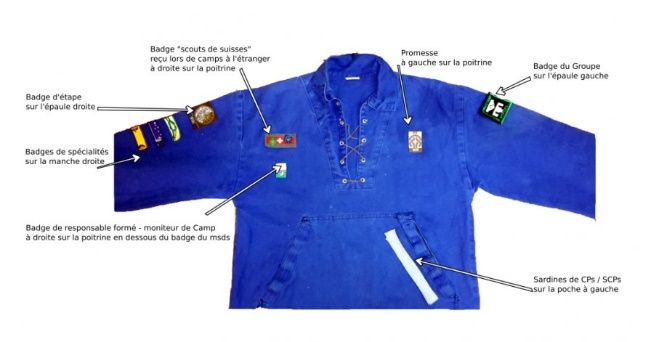 Badge "scouts de suisses"
reçu lors de camps à l'étranger
à droite sur la poitrine
Promesse
à gauche sur la poitrine
Badge du Groupe
sur l'épaule gauche
Badge d'étape
sur l'épaule droite
Badges de spécialités
sur la manche droite
Badge de responsable formé - moniteur de Camp
à droite sur la poitrine en dessous du badge du msds
Sardines de CPs / SCPs
sur la poche à gauche